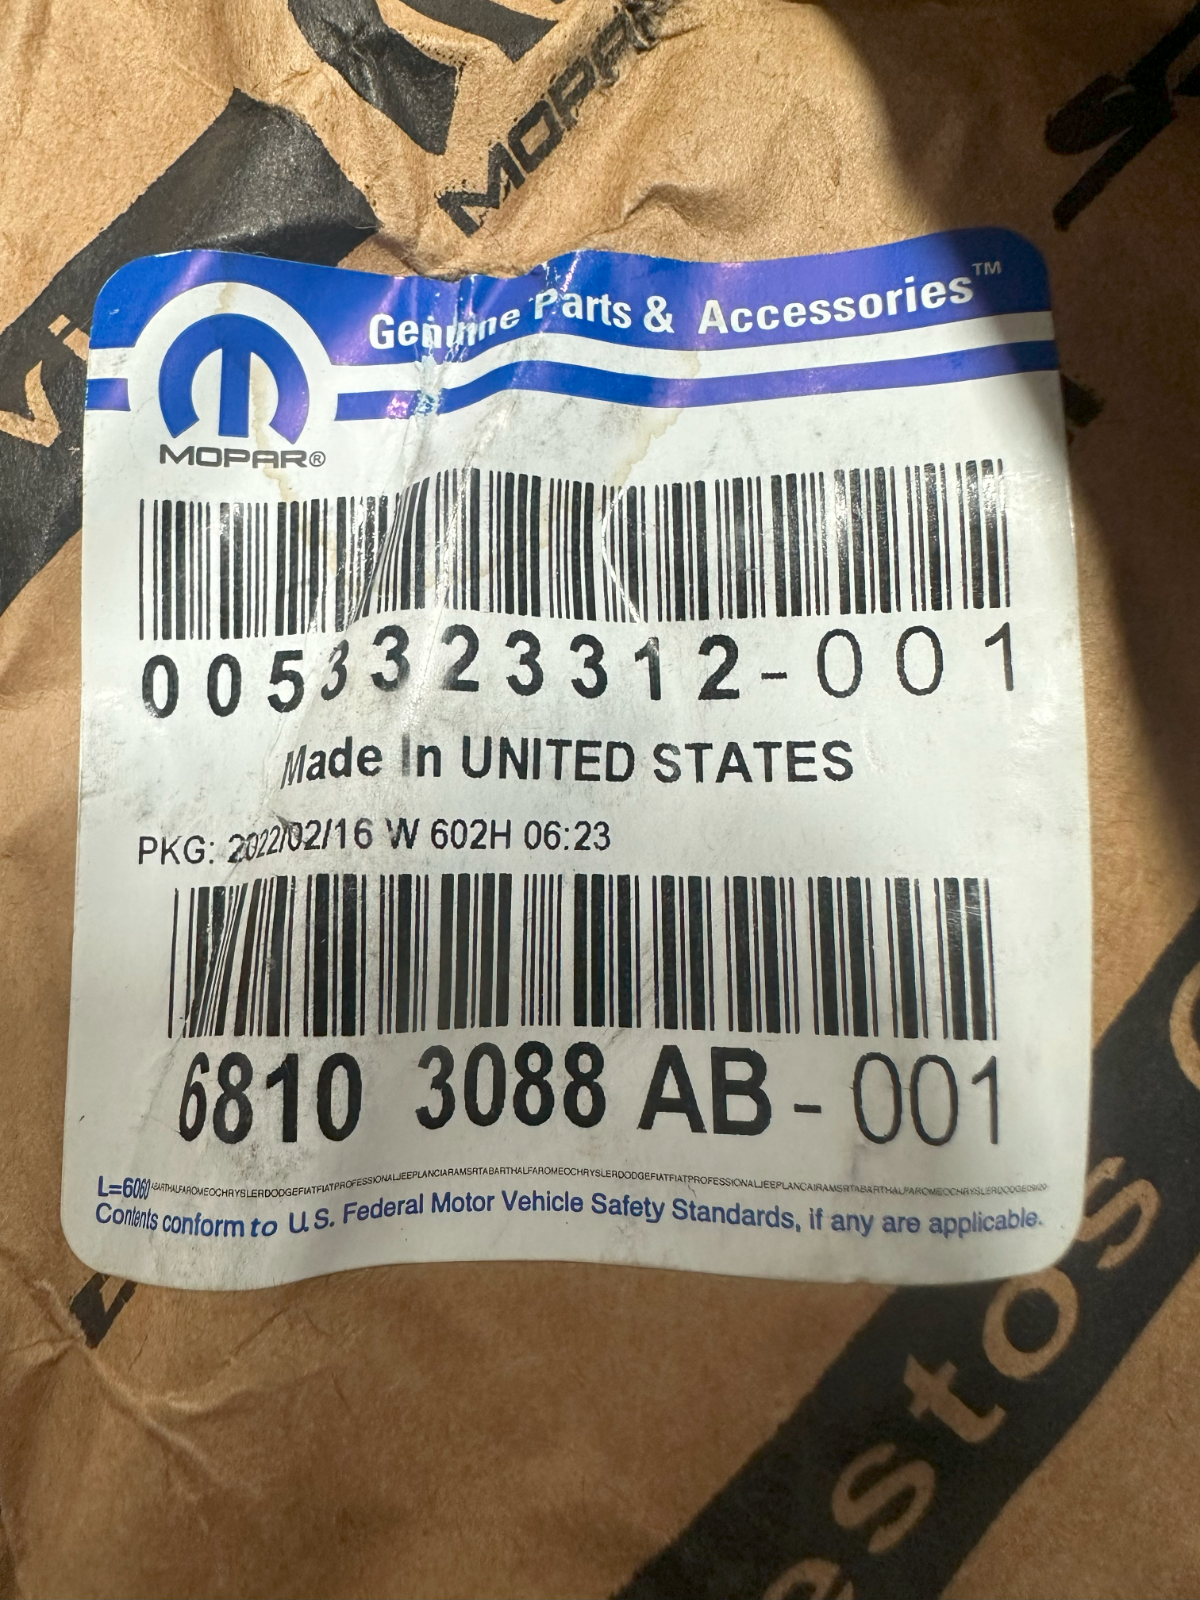 MOPAR
Genuine Parts & Accessories™
MOPAR®
0053323312-001
Made In UNITED STATES
PKG: 2022/02/16 W 602H 06:23
6810 3088 AB-001
L=6060
Contents conform to U.S. Federal Motor Vehicle Safety Standards, if any are applicable.
estos